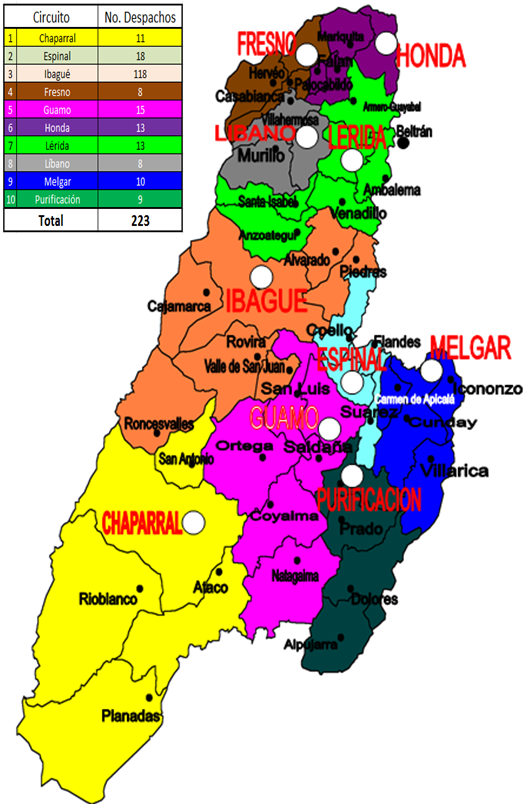 Circuito No. Despachos
1 Chaparral 11
2 Espinal 18
3 Ibagué 118
4 Fresno 8
5 Guamo 15
6 Honda 13
7 Lérida 13
8 Líbano 8
9 Melgar 10
10 Purificación 9
Total 223
FRESNO
Mariquita
HONDA
Falan
Herveo
Palocabildo
Casabianca
Armero-Guayabal
Villahermosa
LIBANO
LERIDA
Beltrán
Murillo
Ambalema
Santa Isabel
Venadillo
Anzoategui
Alvarado
Piedras
Cajamarca
IBAGUE
Coello
Flandes
Rovira
MELGAR
Valle de San Juan
ESPINAL
San Luis
Icononzo
Carmen de Apicalá
GUAMO
Suarez
Cunday
Roncesvalles
Ortega
Saldaña
San Antonio
Villarica
PURIFICACION
CHAPARRAL
Coyaima
Prado
Natagaima
Ataco
Rioblanco
Dolores
Alpujarra
Planadas